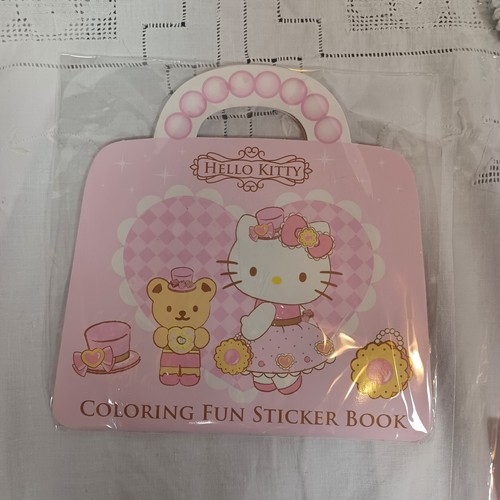 HELLO KITTY
COLORING FUN STICKER BOOK